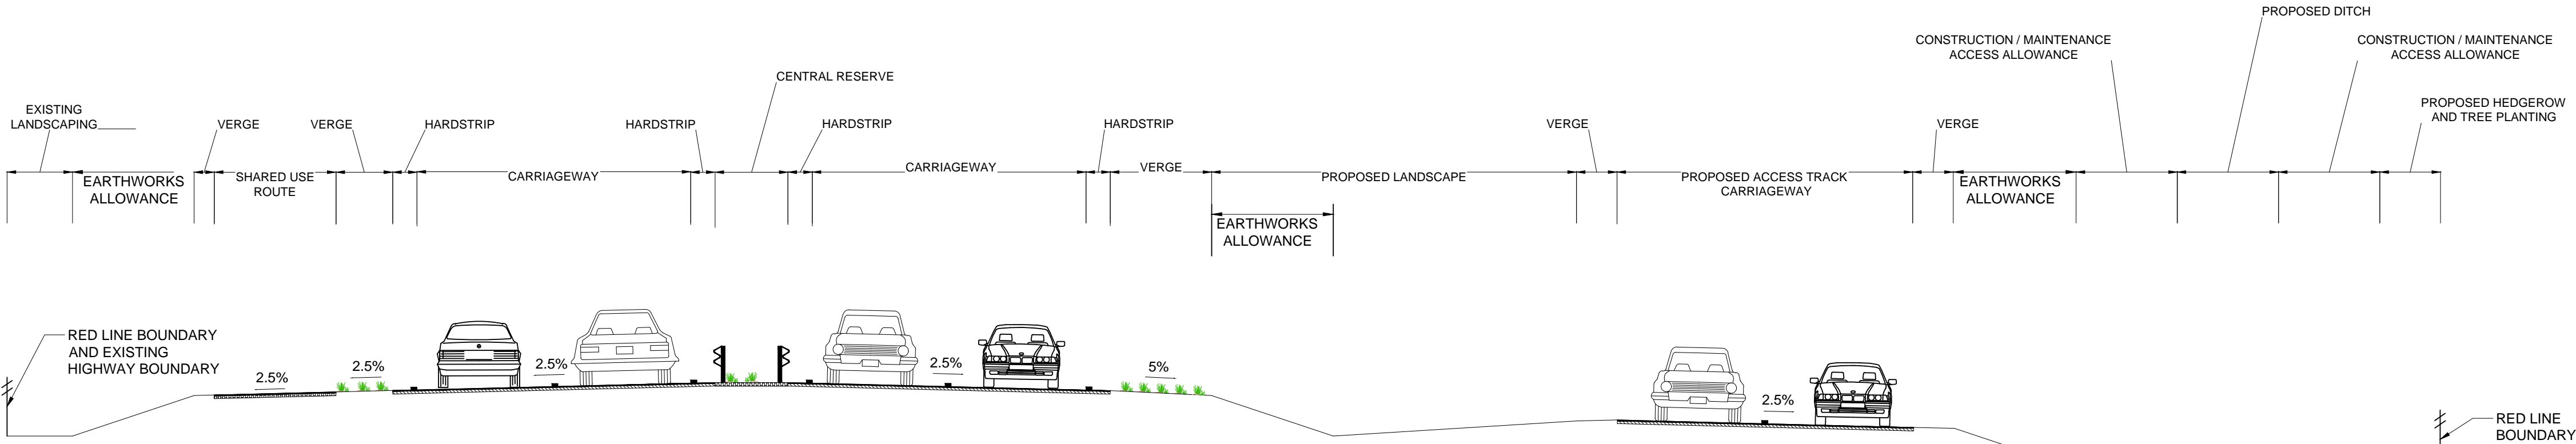 PROPOSED DITCH
CONSTRUCTION / MAINTENANCE
ACCESS ALLOWANCE
CONSTRUCTION / MAINTENANCE
ACCESS ALLOWANCE
CENTRAL RESERVE
EXISTING
LANDSCAPING
VERGE
VERGE
HARDSTRIP
HARDSTRIP
HARDSTRIP
HARDSTRIP
VERGE
VERGE
PROPOSED HEDGEROW
AND TREE PLANTING
EARTHWORKS
ALLOWANCE
SHARED USE
ROUTE
CARRIAGEWAY
CARRIAGEWAY
VERGE
PROPOSED LANDSCAPE
PROPOSED ACCESS TRACK
CARRIAGEWAY
EARTHWORKS
ALLOWANCE
EARTHWORKS
ALLOWANCE
RED LINE BOUNDARY
AND EXISTING
HIGHWAY BOUNDARY
2.5%
2.5%
2.5%
2.5%
5%
2.5%
RED LINE
BOUNDARY